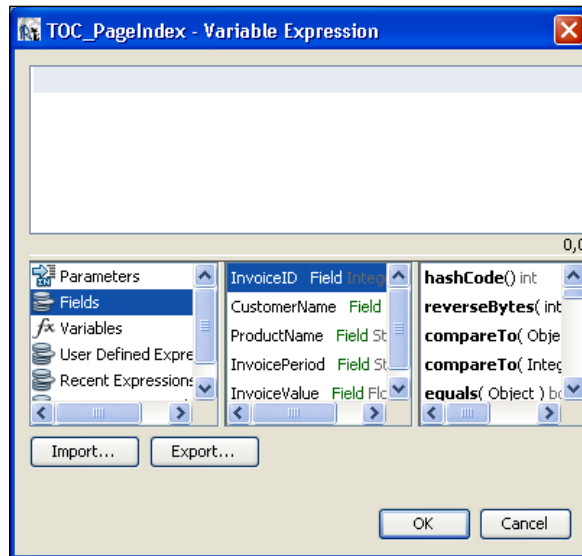 TOC_PageIndex - Variable Expression
0,0
Parameters
Fields
fx Variables
User Defined Expre
Recent Expressions
InvoiceID Field Intege
CustomerName Field
ProductName Field St
InvoicePeriod Field St
InvoiceValue Field Flo
hashCode() int
reverseBytes( int
compareTo( Obje
compareTo( Integ
equals( Object ) bo
Import...
Export...
OK
Cancel